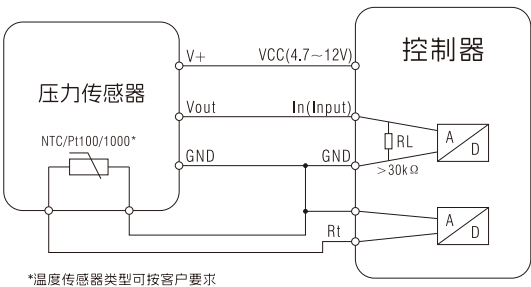 压力传感器
NTC/Pt100/1000*
V+
VCC(4.7～12V)
Vout
In(Input)
GND
GND
控制器
RL
>30kΩ
A
D
A
D
Rt
*温度传感器类型可按客户要求